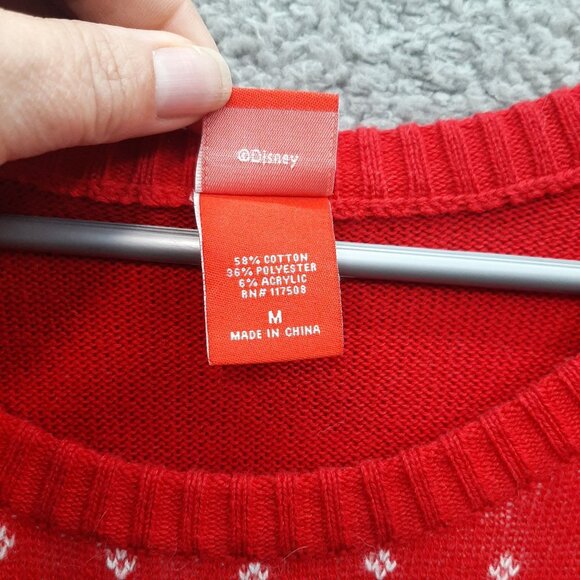 ©Disney
58% COTTON
36% POLYESTER
6% ACRYLIC
RN# 117508
M
MADE IN CHINA